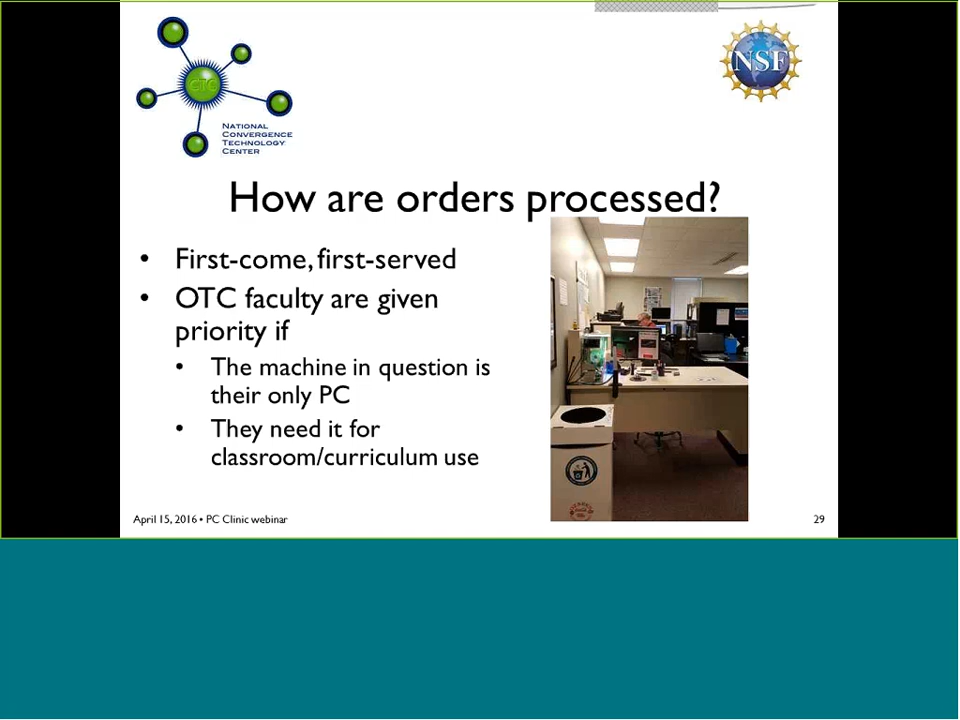 CTC
NATIONAL
CONVERGENCE
TECHNOLOGY
CENTER
NSF
How are orders processed?
• First-come, first-served
• OTC faculty are given
priority if
• The machine in question is
their only PC
• They need it for
classroom/curriculum use
April 15, 2016 • PC Clinic webinar
29